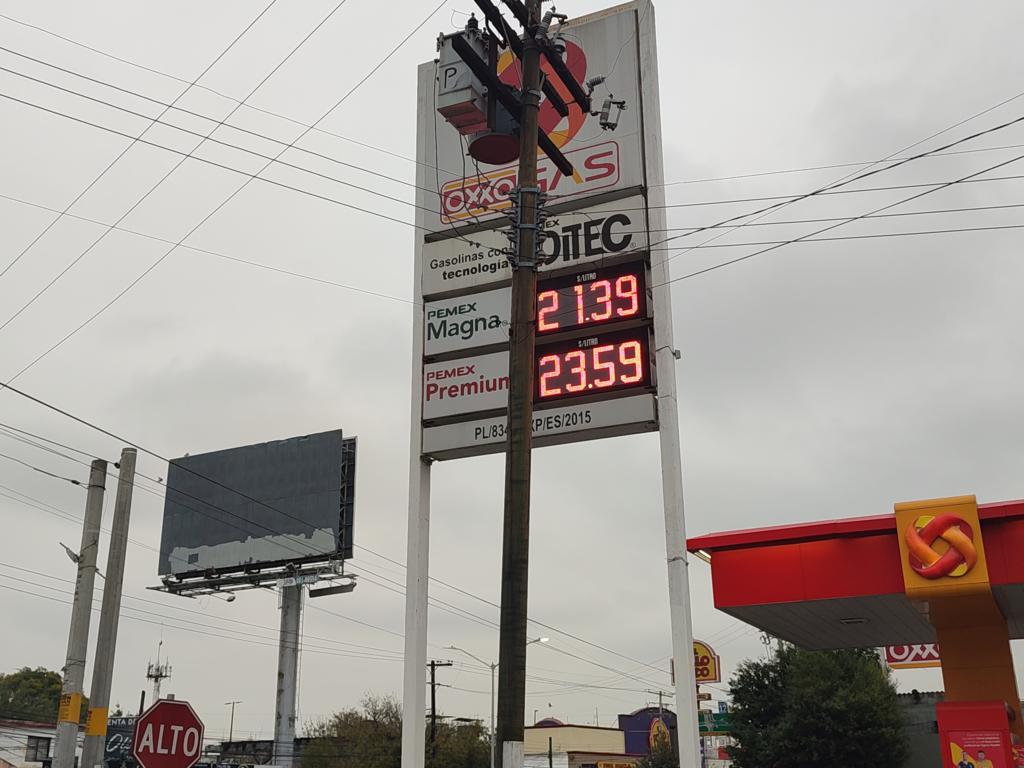 P
OXXO GAS
Gasolinas con
tecnología
DITEC
$/LITRO
PEMEX
Magna
21.39
$/LITRO
PEMEX
Premium
23.59
PL/834 XP/ES/2015
ALTO
OXXO